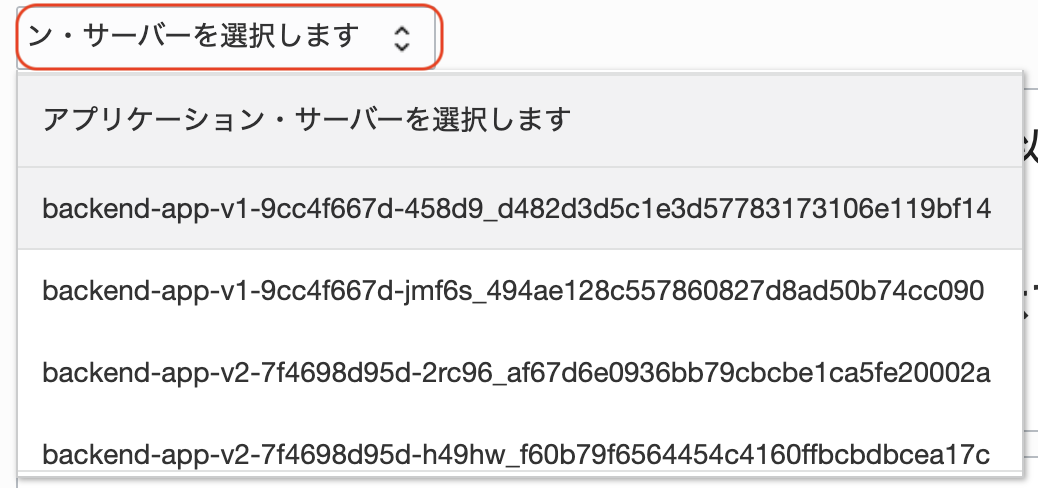 ン・サーバーを選択します
アプリケーション・サーバーを選択します
backend-app-v1-9cc4f667d-458d9_d482d3d5c1e3d57783173106e119bf14
backend-app-v1-9cc4f667d-jmf6s_494ae128c557860827d8ad50b74cc090
backend-app-v2-7f4698d95d-2rc96_af67d6e0936bb79cbcbe1ca5fe20002a
backend-app-v2-7f4698d95d-h49hw_f60b79f6564454c4160ffbcbdbcea17c